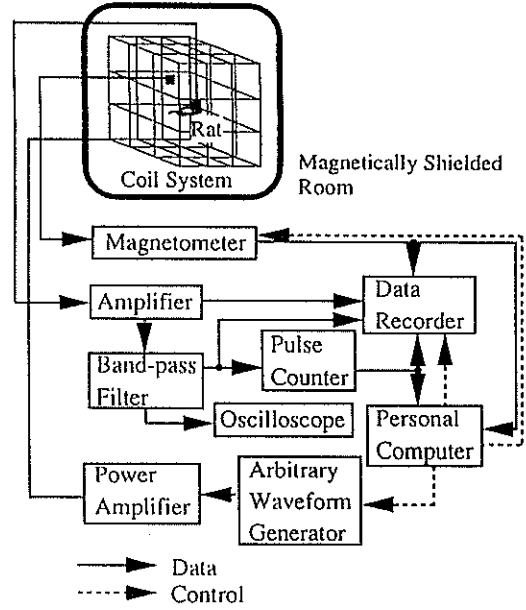 Rat
Coil System
Magnetically Shielded
Room
Magnetometer
Amplifier
Data
Recorder
Band-pass
Filter
Pulse
Counter
Oscilloscope
Personal
Computer
Power
Amplifier
Arbitrary
Waveform
Generator
Data
Control